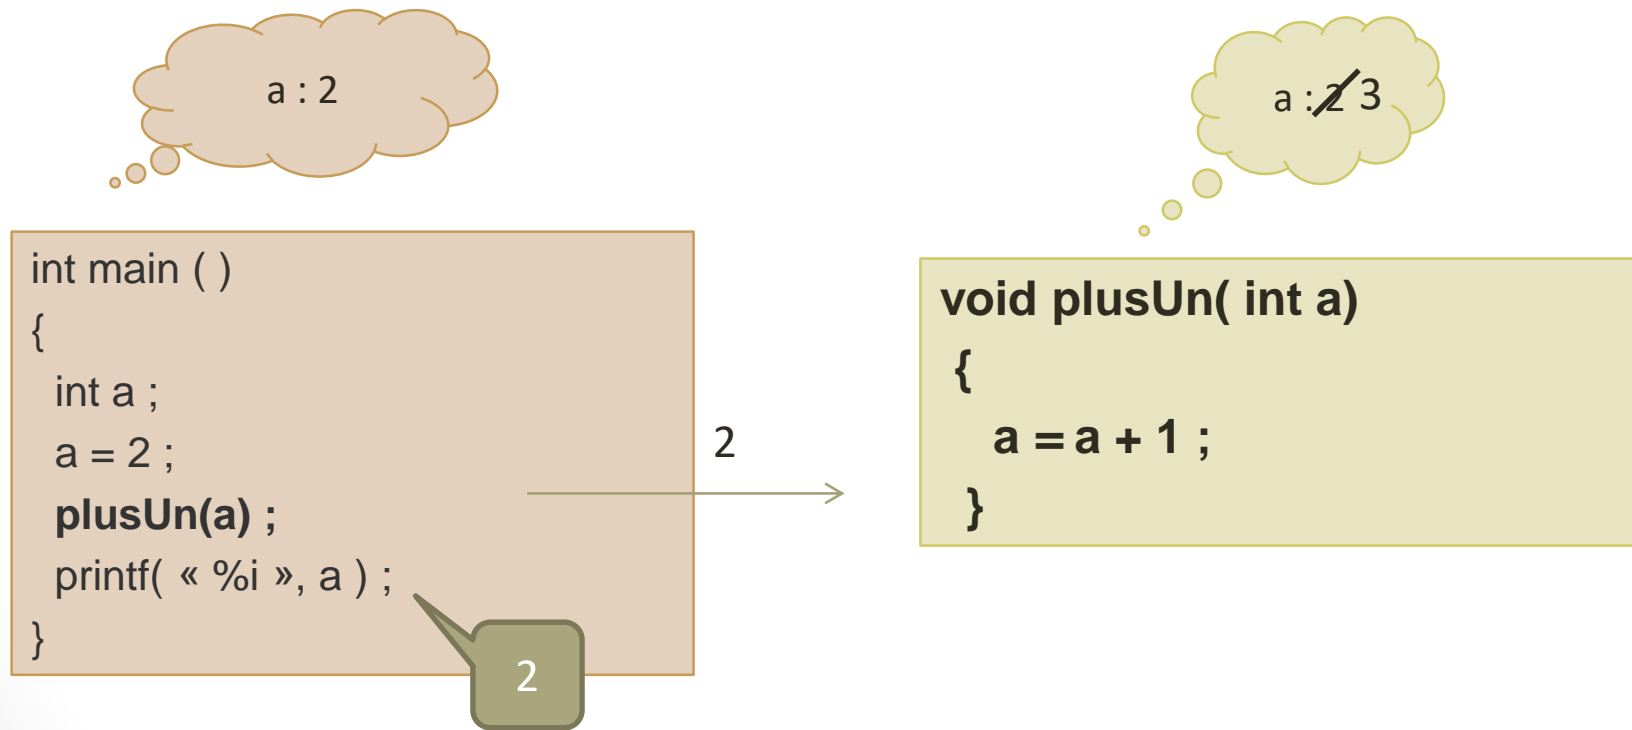 a : 2
a : 2 3
int main ( )
{
int a ;
a = 2 ;
plusUn(a) ;
printf( « %i », a ) ;
}
2
2
void plusUn( int a)
{
a = a + 1 ;
}